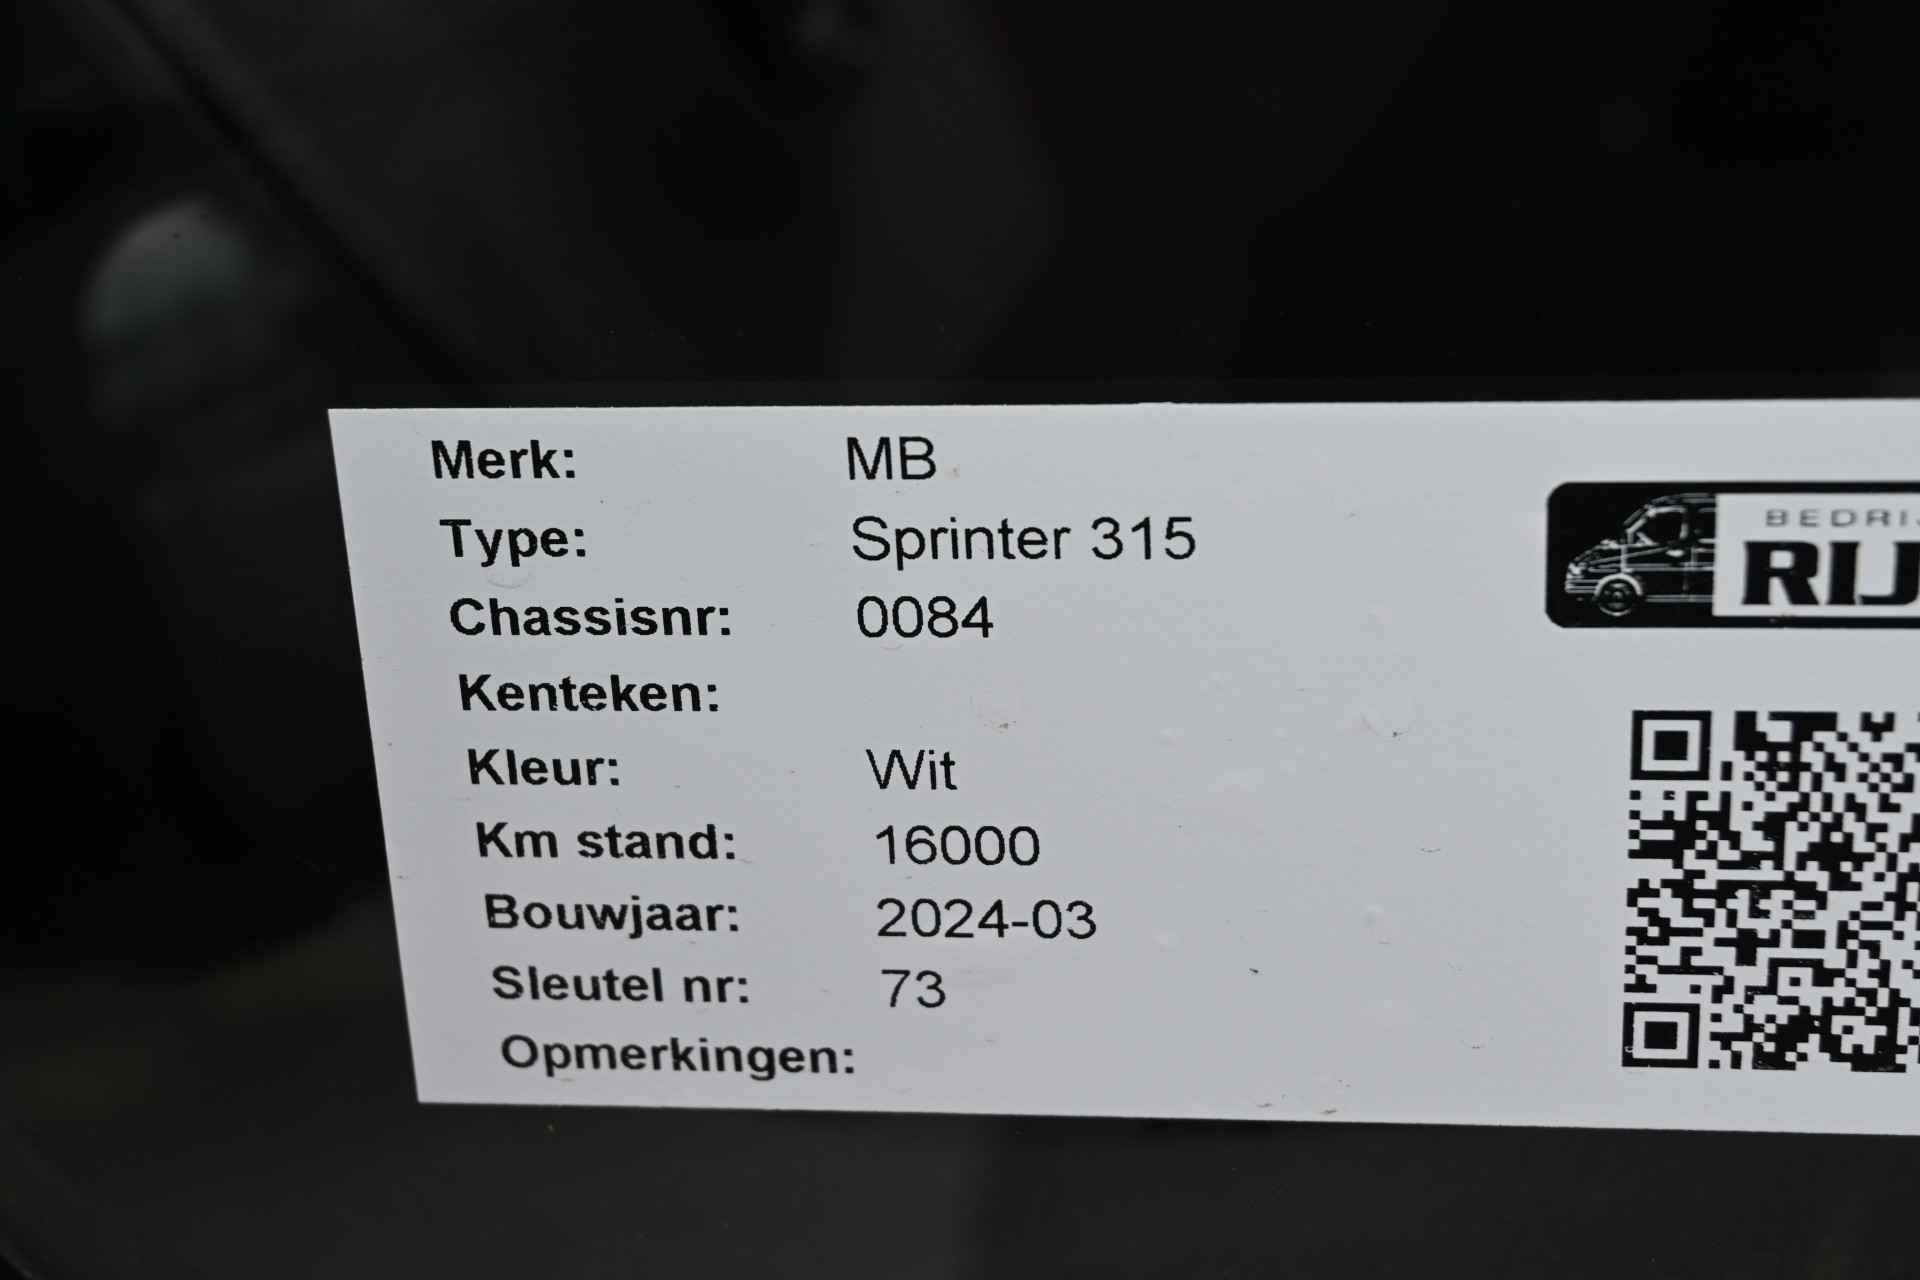 Merk: MB
Type: Sprinter 315
Chassisnr: 0084
Kenteken:
Kleur: Wit
Km stand: 16000
Bouwjaar: 2024-03
Sleutel nr: 73
Opmerkingen: